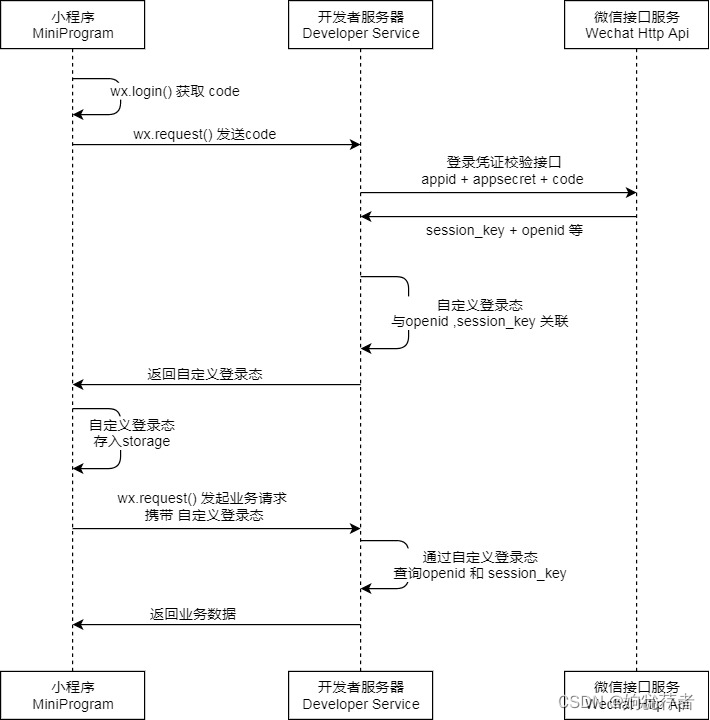 小程序
MiniProgram
开发者服务器
Developer Service
微信接口服务
Wechat Http Api
wx.login() 获取 code
wx.request() 发送code
登录凭证校验接口
appid + appsecret + code
session_key + openid 等
自定义登录态
与openid ,session_key 关联
返回自定义登录态
自定义登录态
存入storage
wx.request() 发起业务请求
携带 自定义登录态
通过自定义登录态
查询openid 和 session_key
返回业务数据
小程序
MiniProgram
开发者服务器
Developer Service
微信接口服务
Wechat Http Api
CSDN